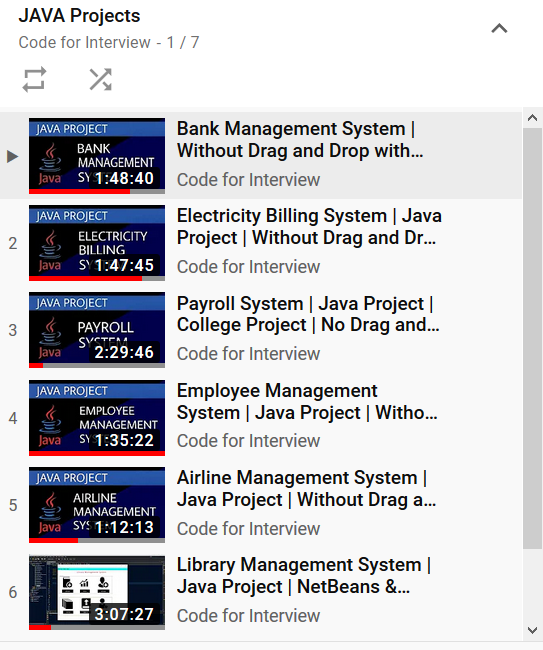 JAVA Projects
Code for Interview - 1 / 7
JAVA PROJECT
BANK
MANAGEMENT
SY
1:48:40
Bank Management System |
Without Drag and Drop with...
Code for Interview
2
JAVA PROJECT
ELECTRICITY
BILLING
Java
1:47:45
Electricity Billing System | Java
Project | Without Drag and Dr...
Code for Interview
3
JAVA PROJECT
PAYROLL
SYSTEM
Java
2:29:46
Payroll System | Java Project |
College Project | No Drag and...
Code for Interview
4
JAVA PROJECT
EMPLOYEE
MANAGEMENT
SY
Java
1:35:22
Employee Management
System | Java Project | Witho...
Code for Interview
5
JAVA PROJECT
AIRLINE
MANAGEMENT
SYS
Java
1:12:13
Airline Management System |
Java Project | Without Drag a...
Code for Interview
6
3:07:27
Library Management System |
Java Project | NetBeans &...
Code for Interview